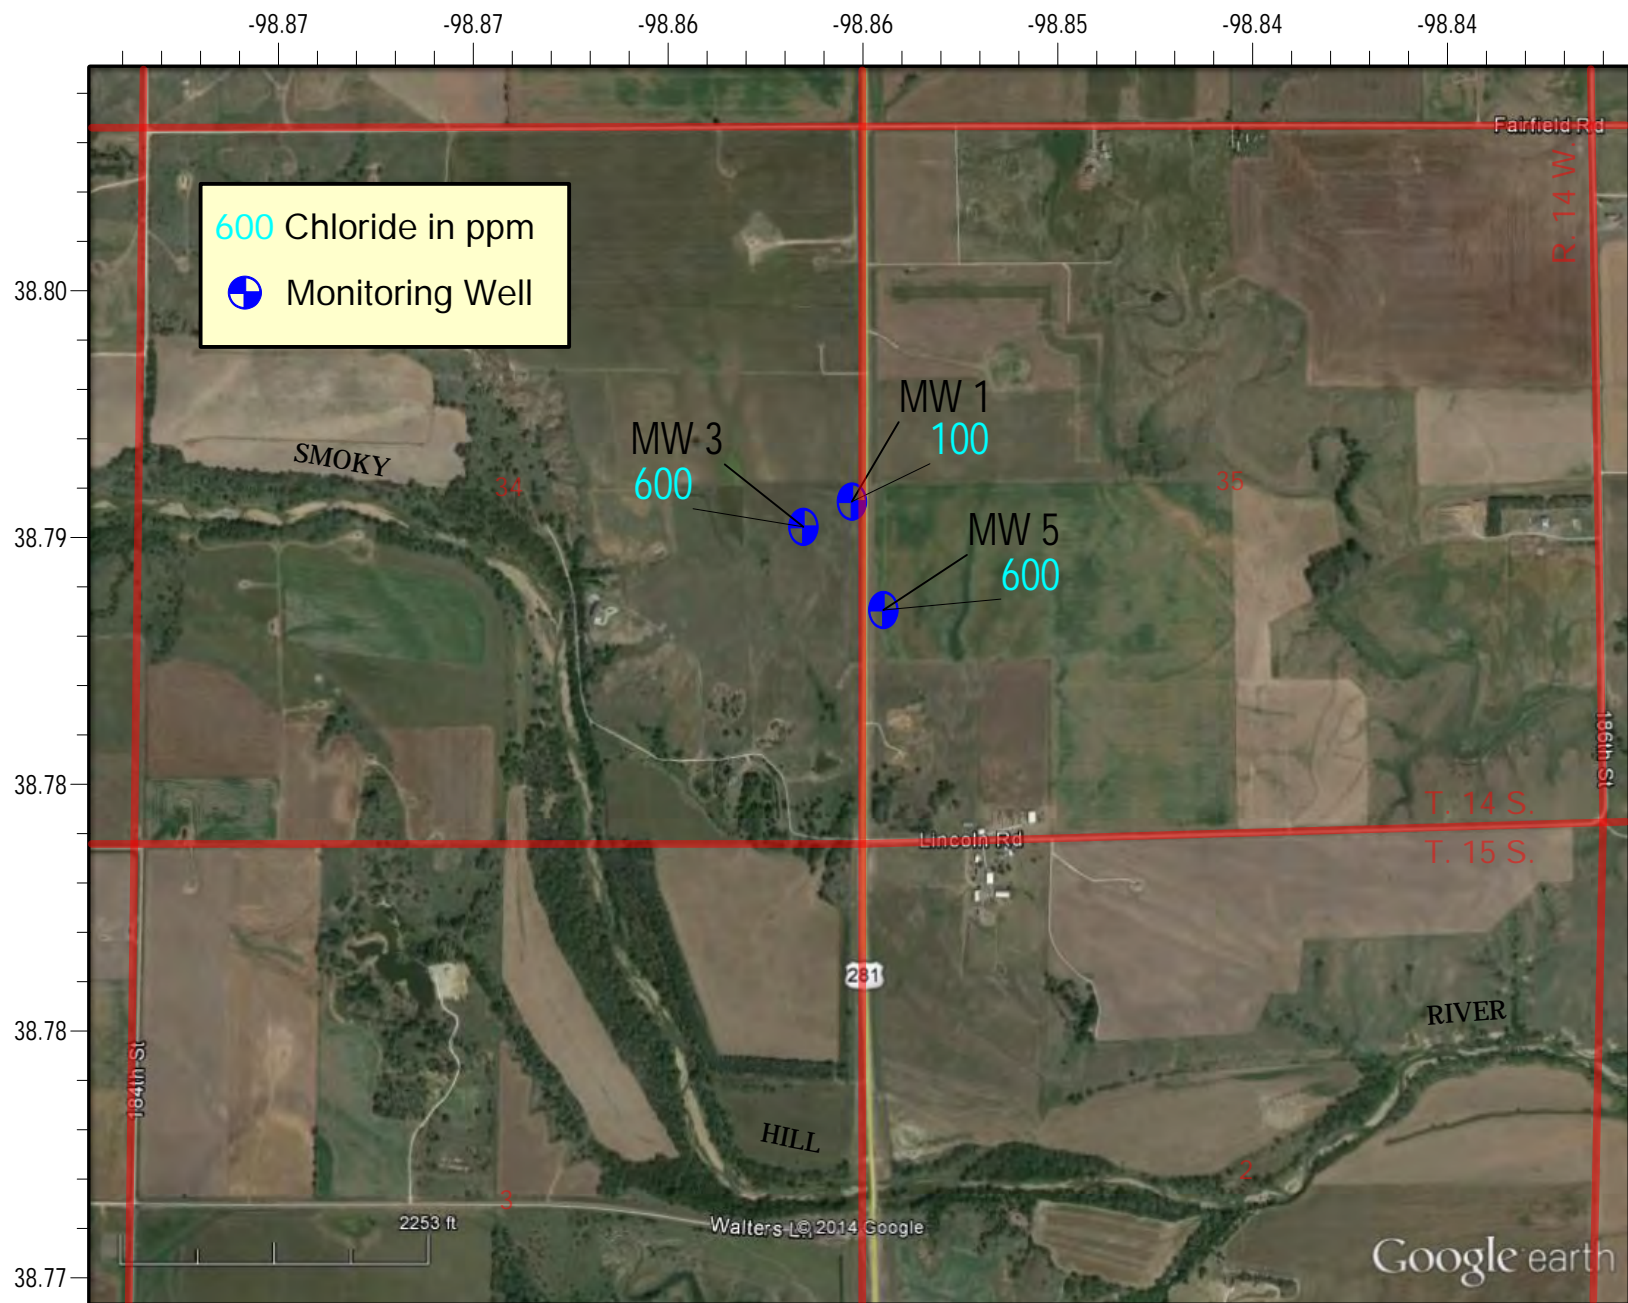 -98.87 -98.87 -98.86 -98.86 -98.85 -98.84 -98.84
Fairfield Rd
R. 14 W.
600 Chloride in ppm
Monitoring Well
38.80
MW 1
100
MW 3
600
SMOKY
34
35
MW 5
600
38.79
186th St
38.78
T. 14 S.
Lincoln Rd
T. 15 S.
281
RIVER
38.78
184th St
HILL
2
3
2253 ft
Walters Ln
© 2014 Google
Google earth
38.77